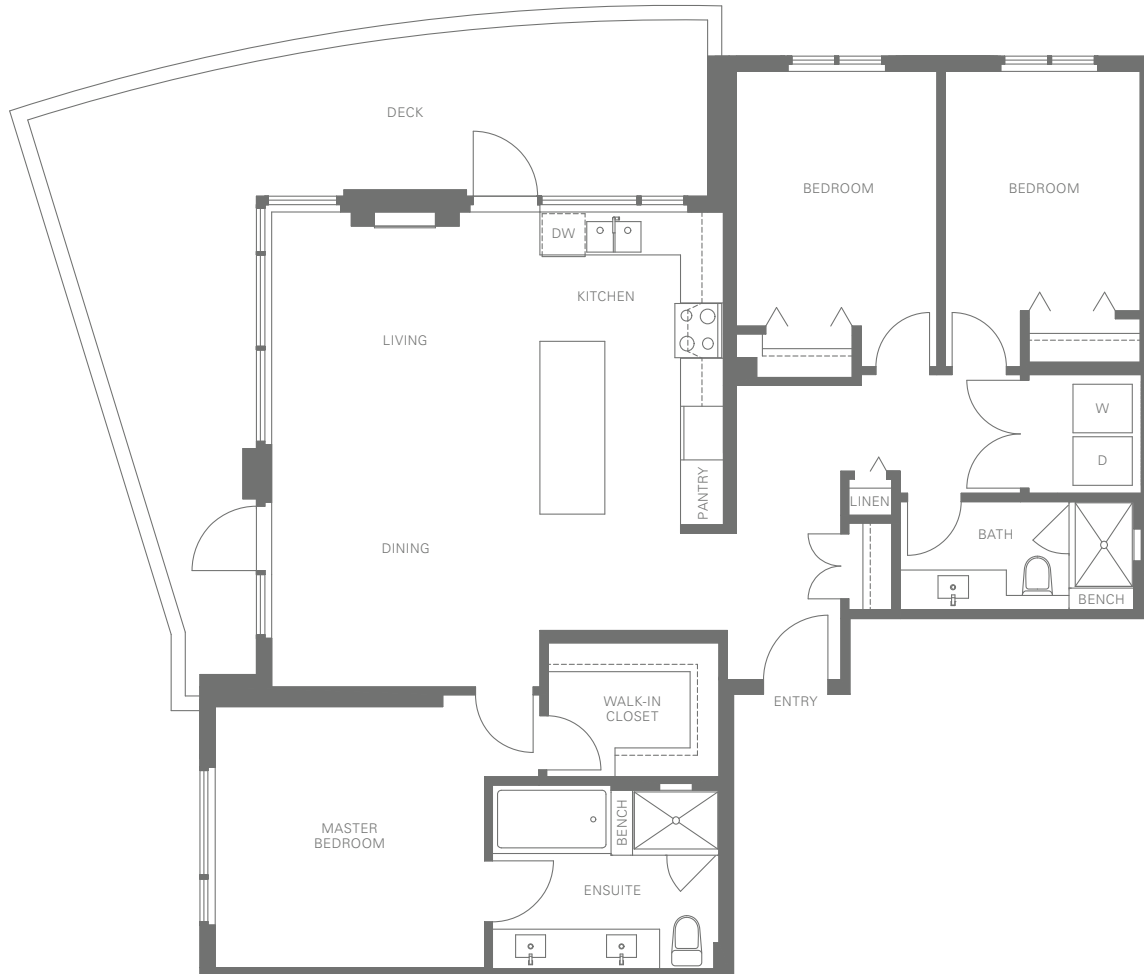 DECK
BEDROOM
BEDROOM
DW
KITCHEN
LIVING
W
D
PANTRY
LINEN
DINING
BATH
BENCH
WALK-IN
CLOSET
ENTRY
MASTER
BEDROOM
BENCH
ENSUITE